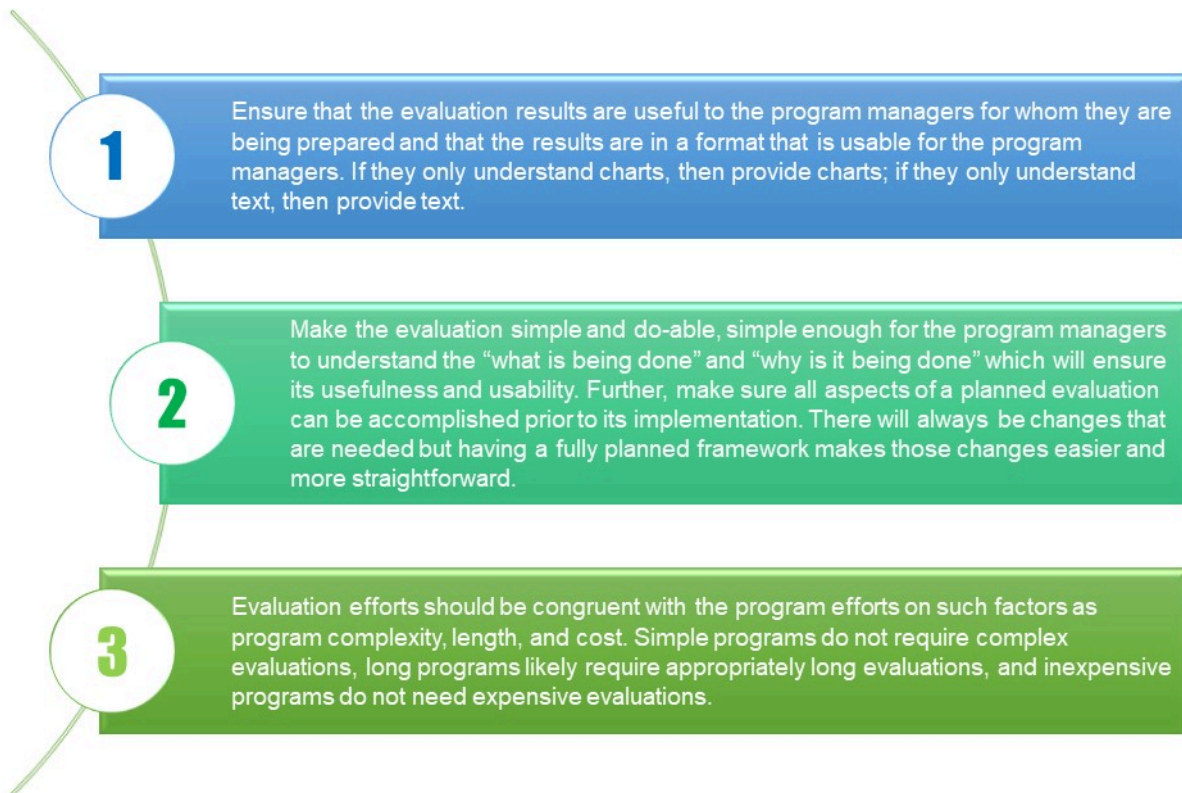 1
Ensure that the evaluation results are useful to the program managers for whom they are
being prepared and that the results are in a format that is usable for the program
managers. If they only understand charts, then provide charts; if they only understand
text, then provide text.
2
Make the evaluation simple and do-able, simple enough for the program managers
to understand the “what is being done” and “why is it being done” which will ensure
its usefulness and usability. Further, make sure all aspects of a planned evaluation
can be accomplished prior to its implementation. There will always be changes that
are needed but having a fully planned framework makes those changes easier and
more straightforward.
3
Evaluation efforts should be congruent with the program efforts on such factors as
program complexity, length, and cost. Simple programs do not require complex
evaluations, long programs likely require appropriately long evaluations, and inexpensive
programs do not need expensive evaluations.